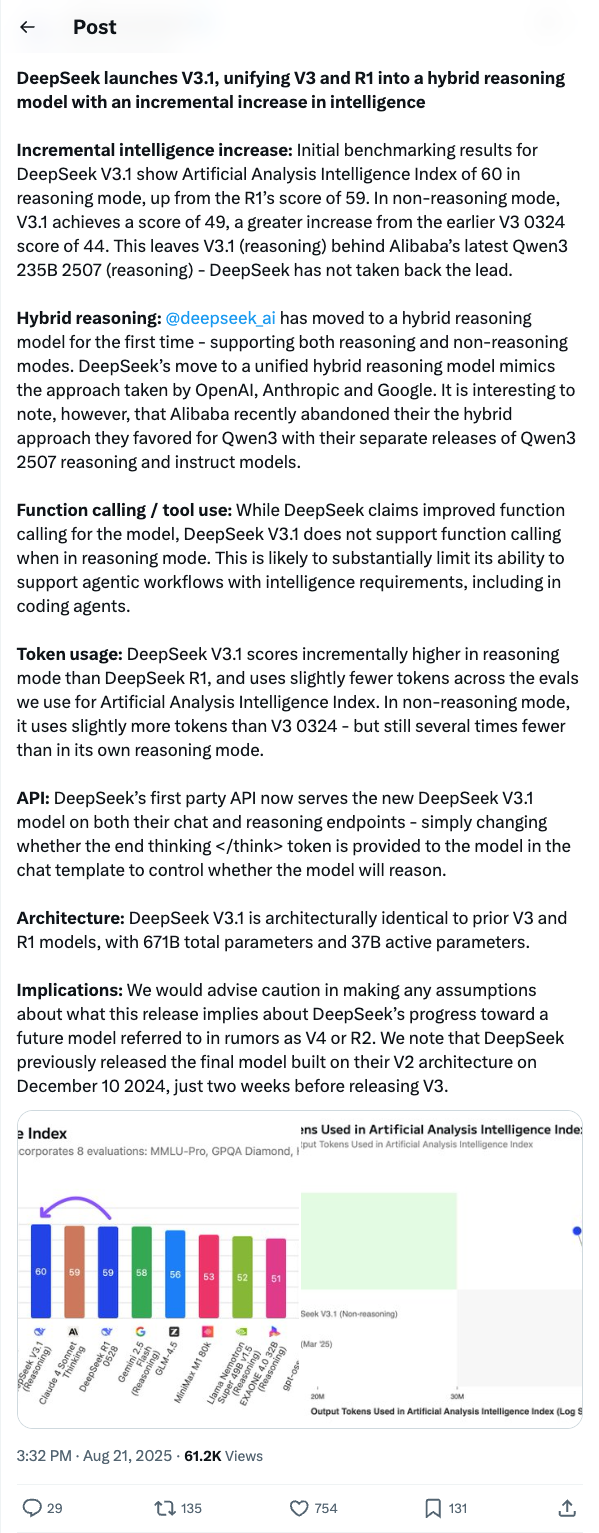 Post
DeepSeek launches V3.1, unifying V3 and R1 into a hybrid reasoning
model with an incremental increase in intelligence
Incremental intelligence increase: Initial benchmarking results for
DeepSeek V3.1 show Artificial Analysis Intelligence Index of 60 in
reasoning mode, up from the R1's score of 59. In non-reasoning mode,
V3.1 achieves a score of 49, a greater increase from the earlier V3 0324
score of 44. This leaves V3.1 (reasoning) behind Alibaba's latest Qwen3
235B 2507 (reasoning) - DeepSeek has not taken back the lead.
Hybrid reasoning: @deepseek_ai has moved to a hybrid reasoning
model for the first time - supporting both reasoning and non-reasoning
modes. DeepSeek's move to a unified hybrid reasoning model mimics
the approach taken by OpenAI, Anthropic and Google. It is interesting to
note, however, that Alibaba recently abandoned their the hybrid
approach they favored for Qwen3 with their separate releases of Qwen3
2507 reasoning and instruct models.
Function calling / tool use: While DeepSeek claims improved function
calling for the model, DeepSeek V3.1 does not support function calling
when in reasoning mode. This is likely to substantially limit its ability to
support agentic workflows with intelligence requirements, including in
coding agents.
Token usage: DeepSeek V3.1 scores incrementally higher in reasoning
mode than DeepSeek R1, and uses slightly fewer tokens across the evals
we use for Artificial Analysis Intelligence Index. In non-reasoning mode,
it uses slightly more tokens than V3 0324 - but still several times fewer
than in its own reasoning mode.
API: DeepSeek's first party API now serves the new DeepSeek V3.1
model on both their chat and reasoning endpoints - simply changing
whether the end thinking </think> token is provided to the model in the
chat template to control whether the model will reason.
Architecture: DeepSeek V3.1 is architecturally identical to prior V3 and
R1 models, with 671B total parameters and 37B active parameters.
Implications: We would advise caution in making any assumptions
about what this release implies about DeepSeek's progress toward a
future model referred to in rumors as V4 or R2. We note that DeepSeek
previously released the final model built on their V2 architecture on
December 10 2024, just two weeks before releasing V3.
e Index
corporates 8 evaluations: MMLU-Pro, GPQA Diamond,
60
59
59
58
56
53
52
51
pSeek V3.1
(Reasoning)
Claude 4 Sonnet
Thinking
DeepSeek R1
0528
Gemini 2.5
Flash
(Reasoning)
GLM-4.5
MiniMax M1 80k
Llama Nemotron
Super 49B v1.5
(Reasoning)
EXAONE 4.0 32B
(Reasoning)
gpt-oss
ens Used in Artificial Analysis Intelligence Inde
put Tokens Used in Artificial Analysis Intelligence Index
Seek V3.1 (Non-reasoning)
(Mar '25)
20M
30M
Output Tokens Used in Artificial Analysis Intelligence Index (Log S
3:32 PM · Aug 21, 2025 · 61.2K Views
29
135
754
131